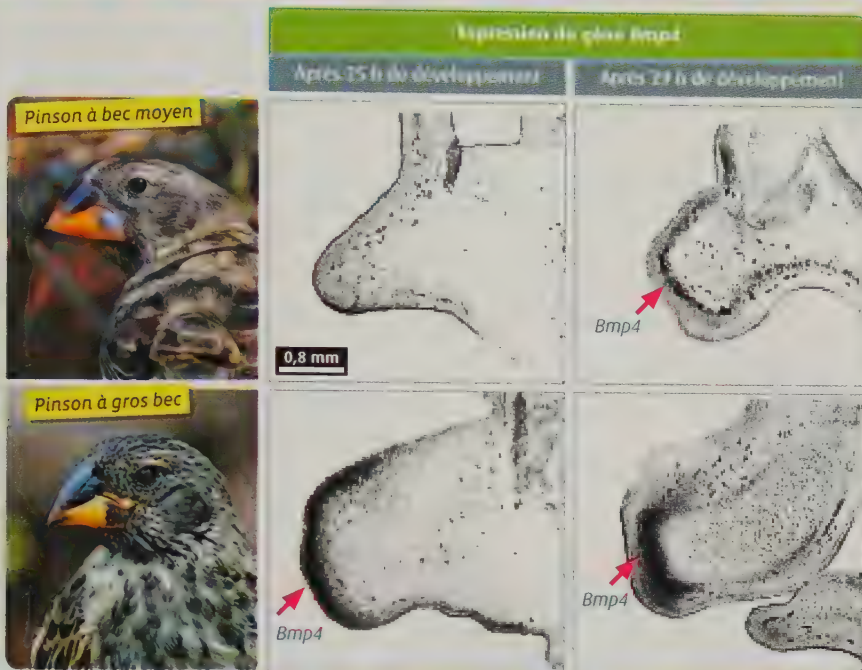 Expression du gène Bmp4
Après 25 h de développement
Après 29 h de développement
Pinson à bec moyen
Bmp4
0,8 mm
Pinson à gros bec
Bmp4
Bmp4